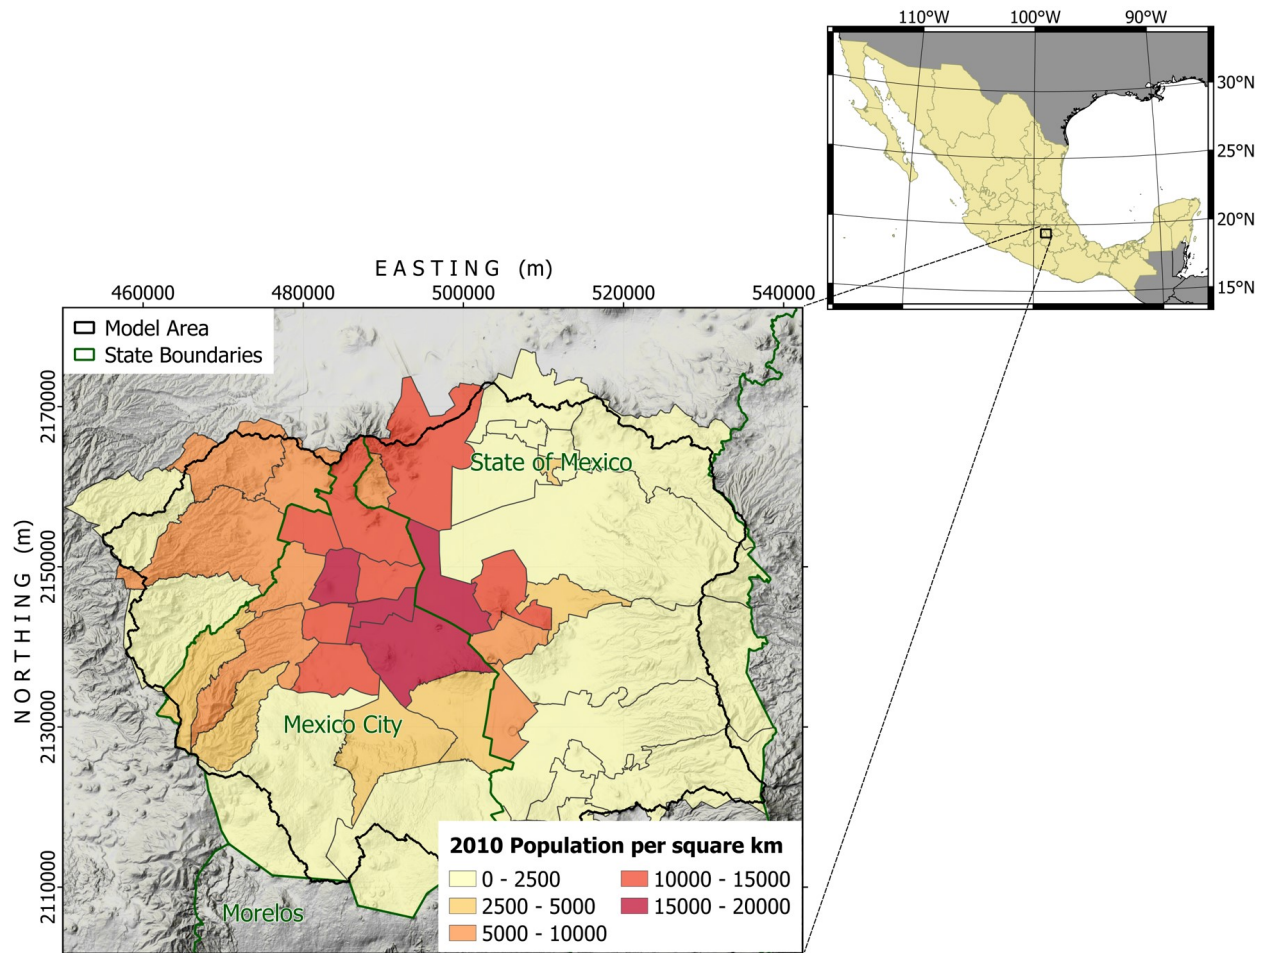 110°W 100°W 90°W
30°N
25°N
20°N
15°N
EASTING (m)
460000 480000 500000 520000 540000
Model Area
State Boundaries
2170000
2150000
2130000
2110000
NORTHING (m)
State of Mexico
Mexico City
Morelos
2010 Population per square km
0 - 2500
2500 - 5000
5000 - 10000
10000 - 15000
15000 - 20000